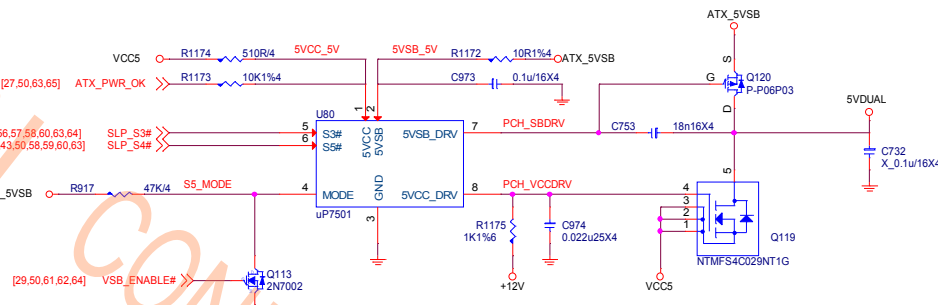 ATX_5VSB
VCC5 R1174 510R/4 5VCC_5V 5VSB_5V R1172 10R1%4 ATX_5VSB
[27,50,63,65] ATX_PWR_OK R1173 10K1%4 C973 0.1u/16X4
S
G
D
Q120
P-P06P03
5VDUAL
U80
1 2
56,57,58,60,63,64] SLP_S3# 5 S3# 5VCC 5VSB 5VSB_DRV 7 PCH_SBDRV C753 18n16X4
43,50,58,59,60,63] SLP_S4# 6 S5#
C732
X_0.1u/16X4
_5VSB R917 47K/4 S5_MODE 4 MODE GND 5VCC_DRV 8 PCH_VCCDRV
uP7501 3
5
4
3
2
1
R1175
1K1%6
C974
0.022u25X4
Q119
NTMFS4C029NT1G
Q113
2N7002
[29,50,61,62,64] VSB_ENABLE#
+12V
VCC5
COM